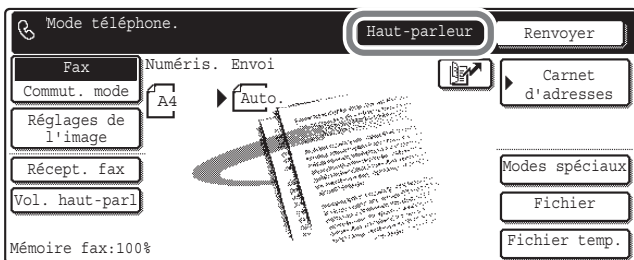 Mode téléphone.
Haut-parleur
Renvoyer
Fax
Commut. mode
Numéris. Envoi
A4
Auto.
Carnet
d'adresses
Réglages de
l'image
Récept. fax
Vol. haut-parl
Modes spéciaux
Fichier
Fichier temp.
Mémoire fax:100%